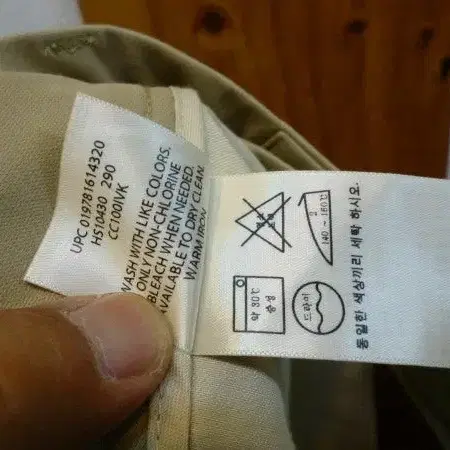 UPC 019781614320
HS10430 290
CC100IVK
WASH WITH LIKE COLORS,
ONLY NON-CHLORINE
BLEACH WHEN NEEDED.
AVAILABLE TO DRY CLEAN.
WARM IRON
140 ~ 160℃
약 30℃
중성
드라이
동일한 색상끼리 세탁 하시오.